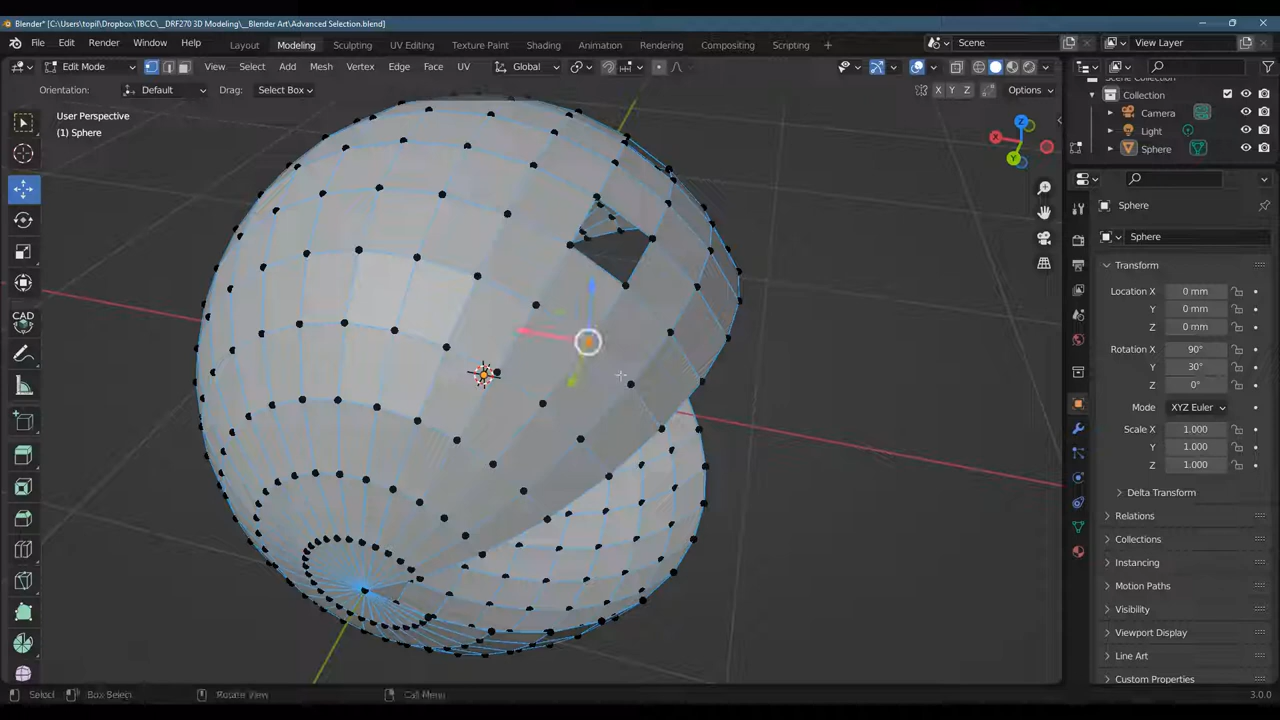 Blender* [C:\Users\topil\Dropbox\TBCC\__DRF270 3D Modeling\__Blender Art\Advanced Selection.blend]
File Edit Render Window Help Layout Modeling Sculpting UV Editing Texture Paint Shading Animation Rendering Compositing Scripting + Scene View Layer
Edit Mode View Select Add Mesh Vertex Edge Face UV Global
Orientation: Default Drag: Select Box X Y Z Options
User Perspective
(1) Sphere
Z
X
Y
CAD
Scene Collection
Collection
Camera
Light
Sphere
Sphere
Sphere
Transform
Location X 0 mm
Y 0 mm
Z 0 mm
Rotation X 90°
Y 30°
Z 0°
Mode XYZ Euler
Scale X 1.000
Y 1.000
Z 1.000
Delta Transform
Relations
Collections
Instancing
Motion Paths
Visibility
Viewport Display
Line Art
Custom Properties
Select Box Select Rotate View Call Menu 3.0.0